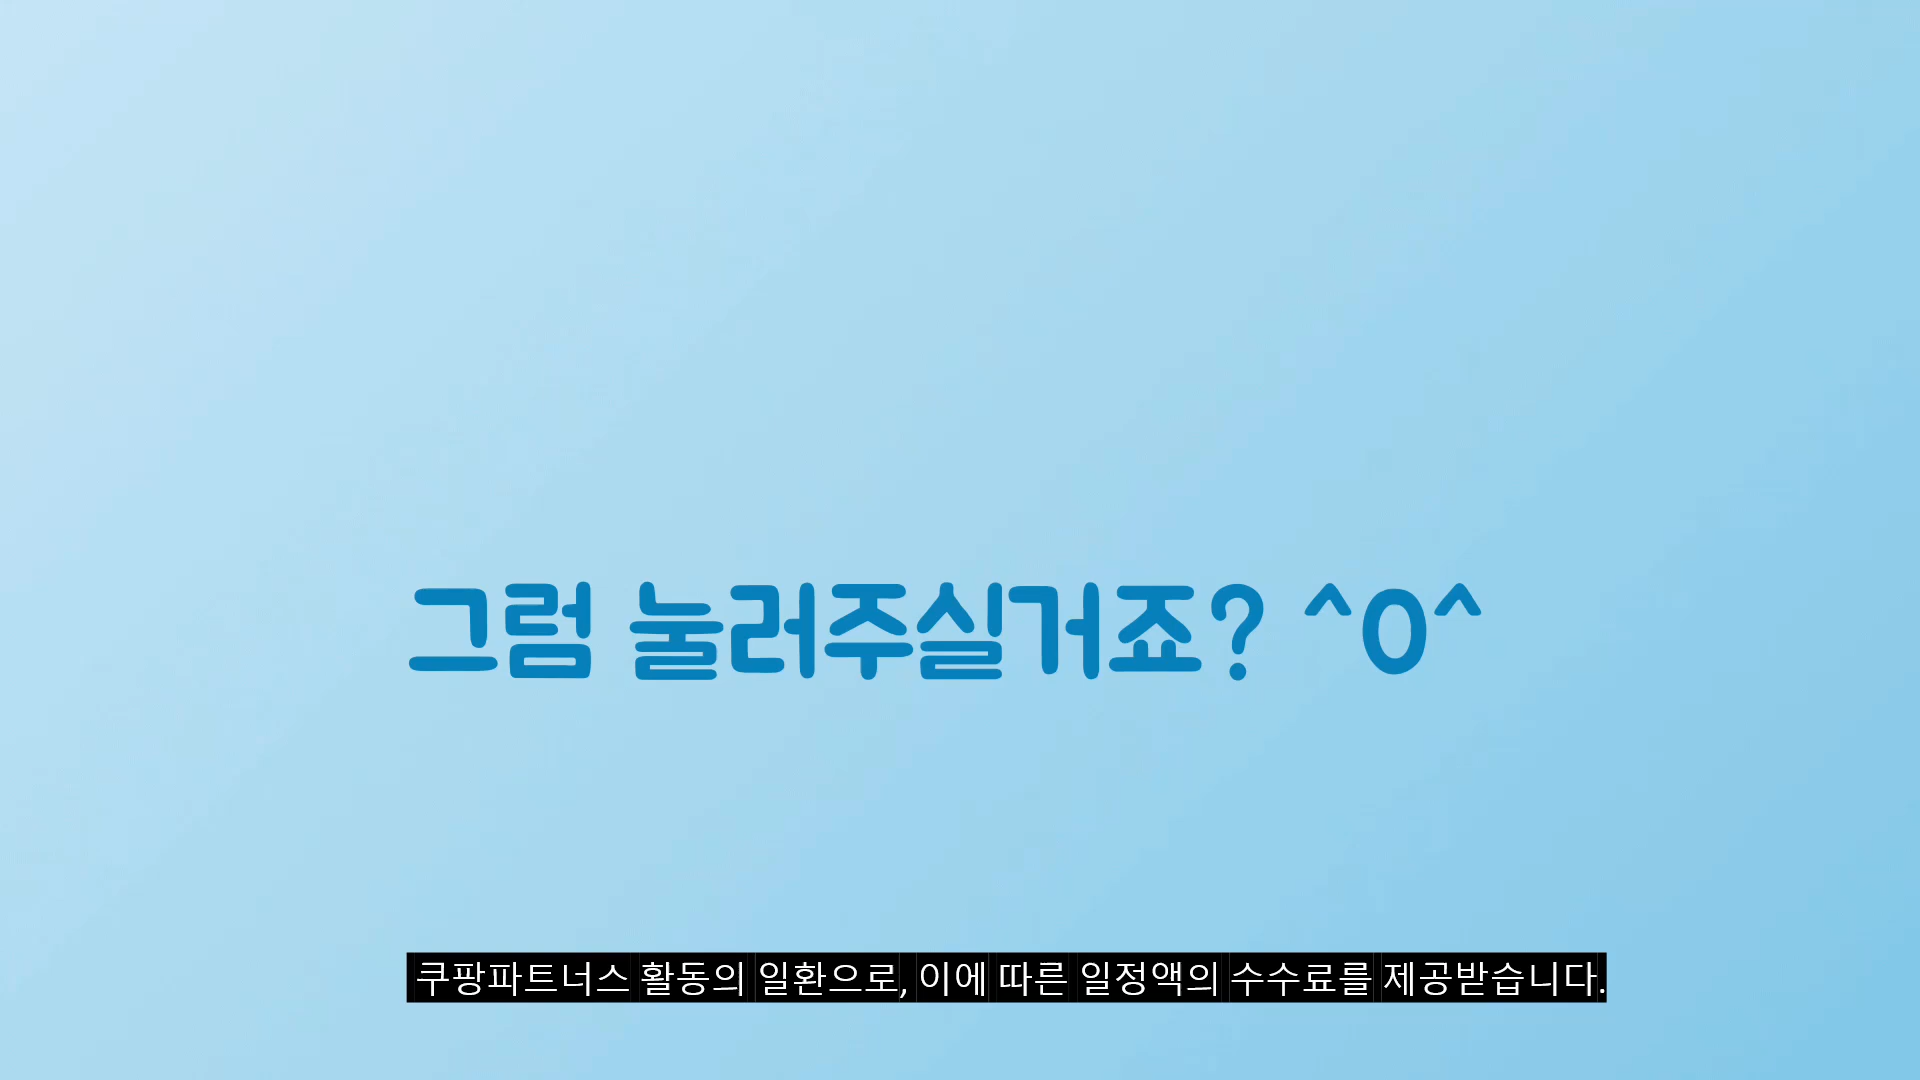 그럼 눌러주실거죠? ^0^
쿠팡파트너스 활동의 일환으로, 이에 따른 일정액의 수수료를 제공받습니다.